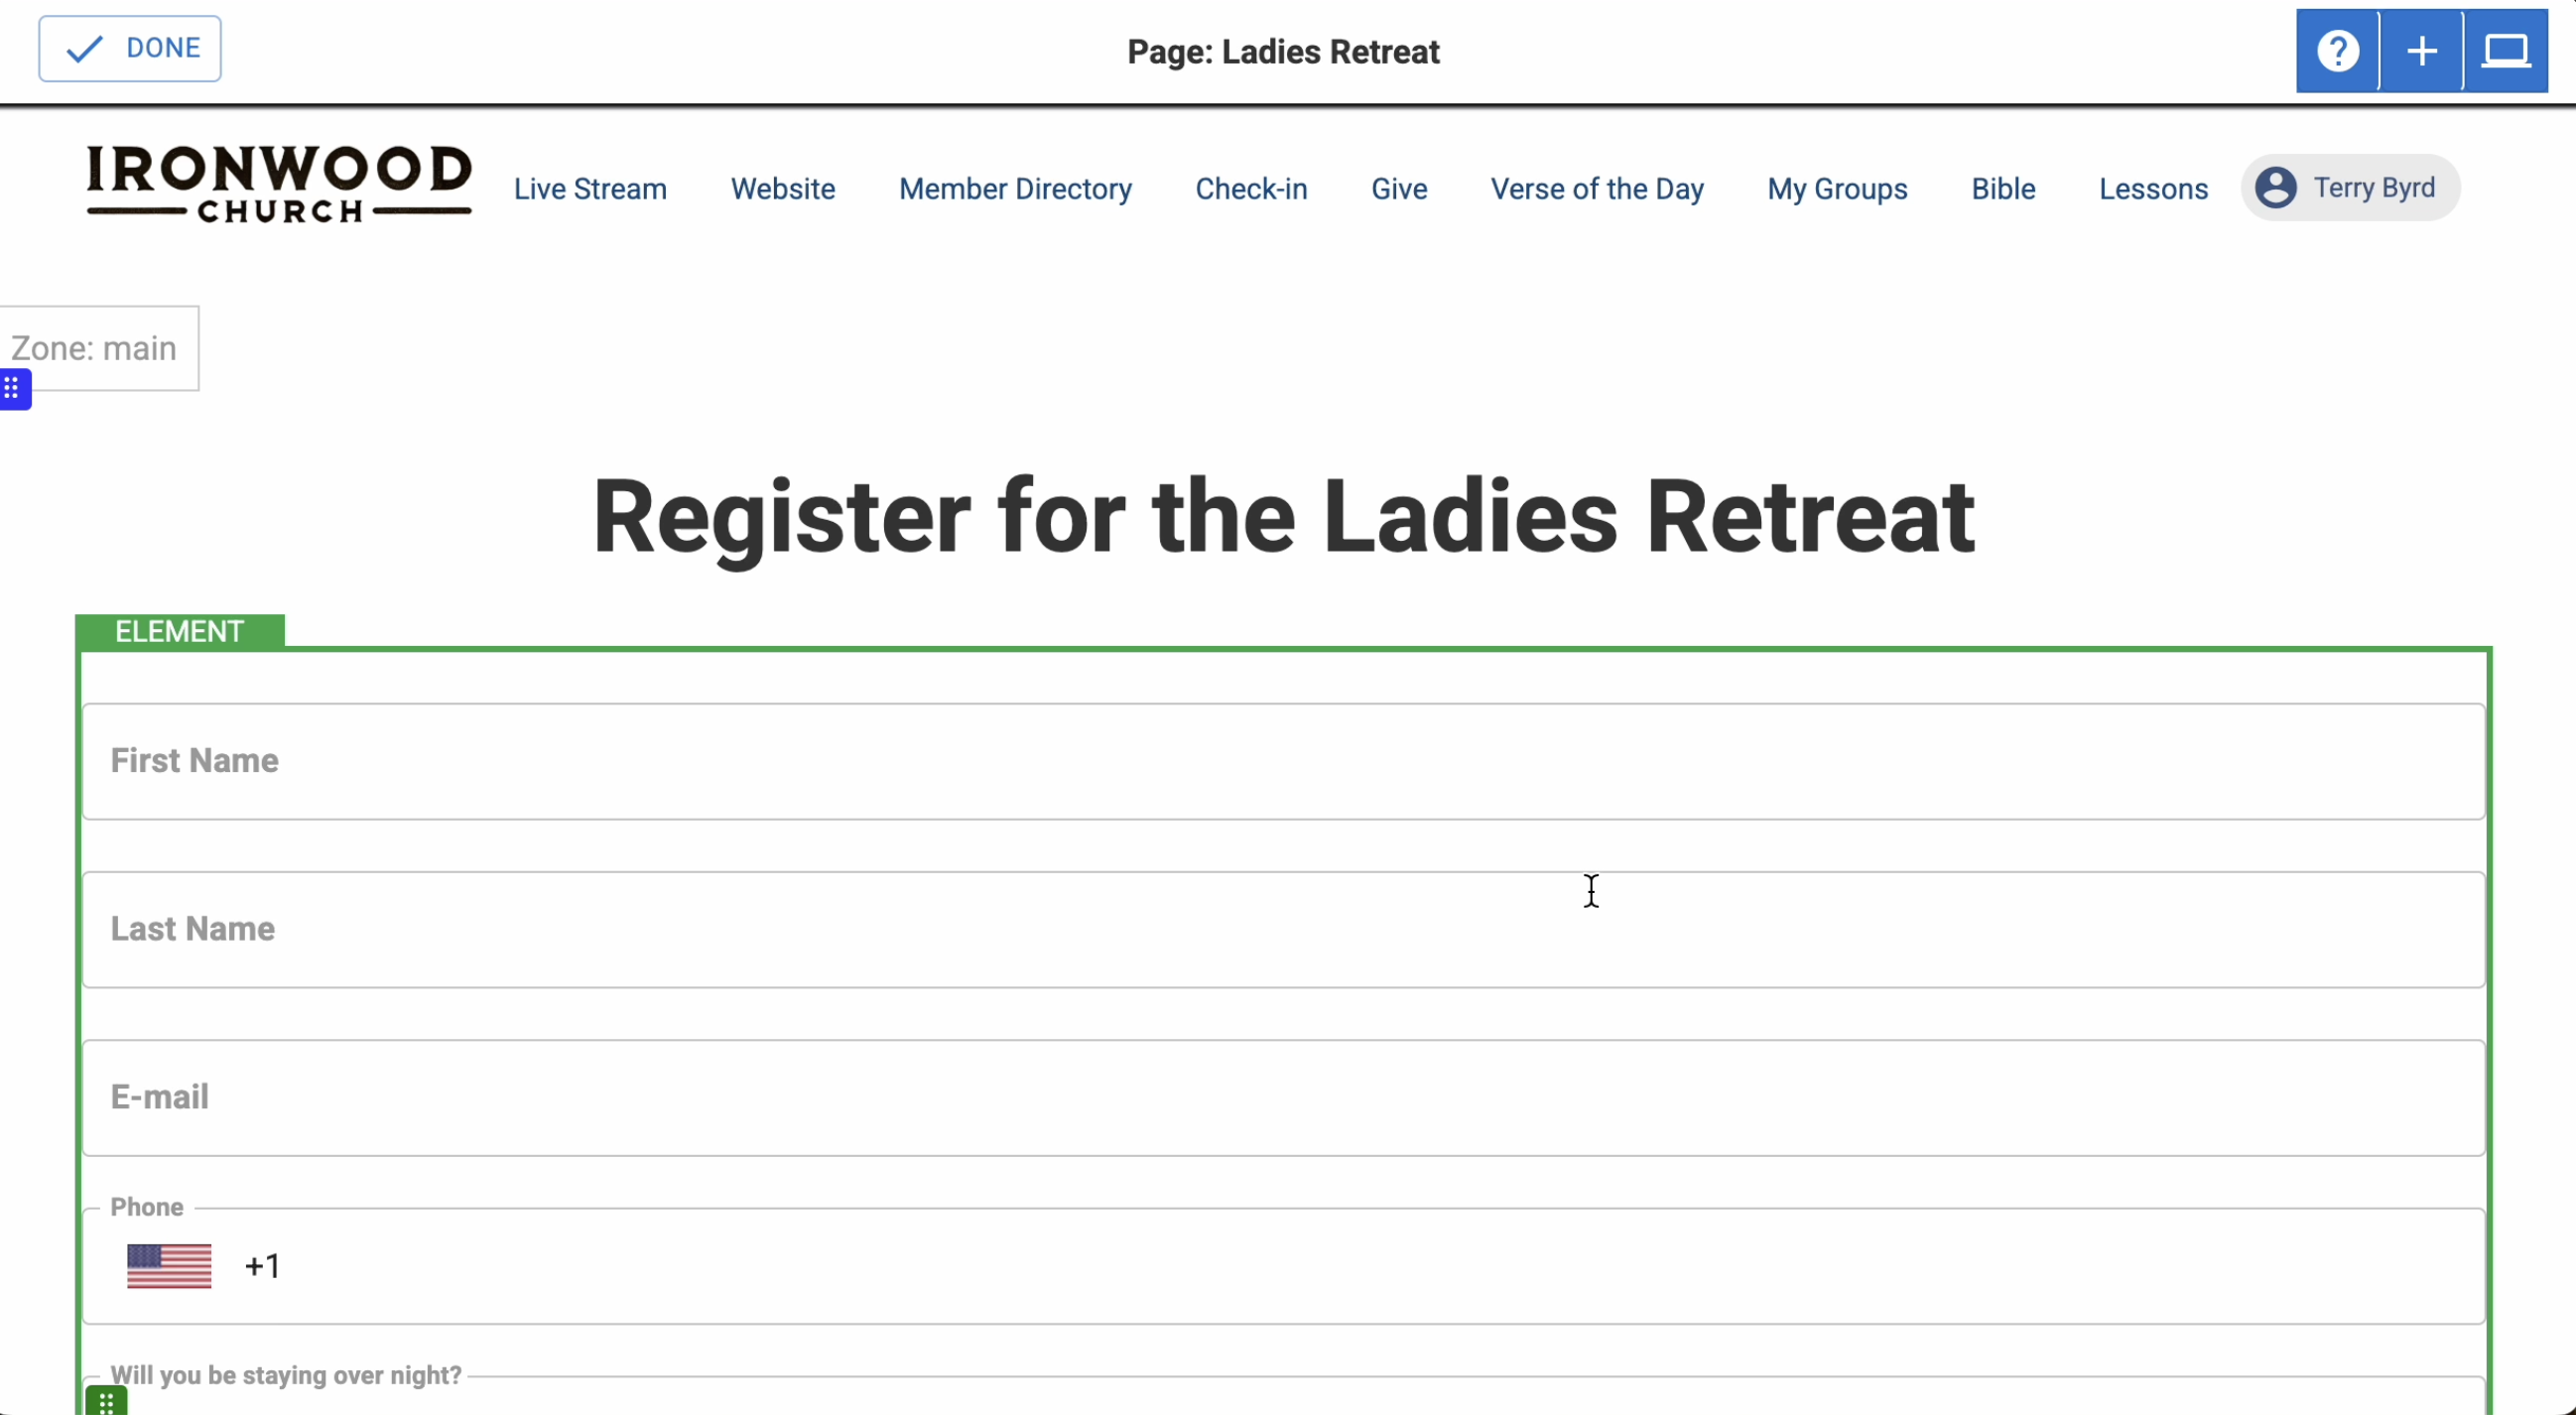 DONE
Page: Ladies Retreat
IRONWOOD
CHURCH
Live Stream
Website
Member Directory
Check-in
Give
Verse of the Day
My Groups
Bible
Lessons
Terry Byrd
Zone: main
Register for the Ladies Retreat
ELEMENT
First Name
Last Name
E-mail
Phone
+1
Will you be staying over night?